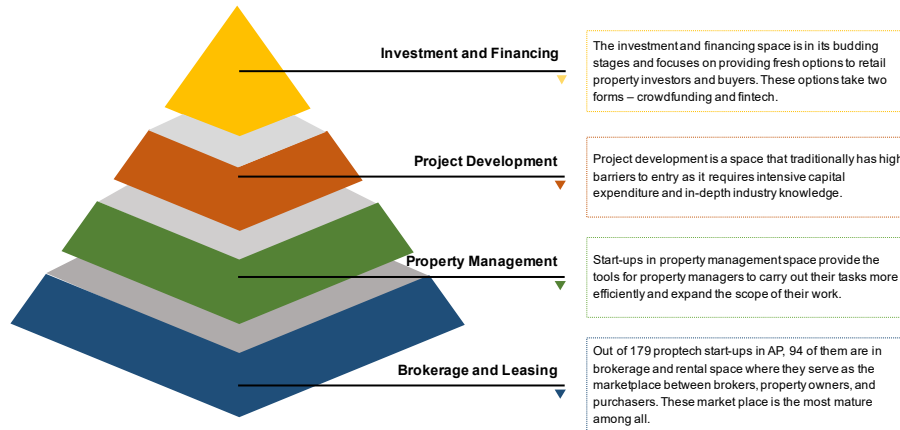 Investment and Financing
The investment and financing space is in its budding
stages and focuses on providing fresh options to retail
property investors and buyers. These options take two
forms – crowdfunding and fintech.
Project Development
Project development is a space that traditionally has high
barriers to entry as it requires intensive capital
expenditure and in-depth industry knowledge.
Property Management
Start-ups in property management space provide the
tools for property managers to carry out their tasks more
efficiently and expand the scope of their work.
Brokerage and Leasing
Out of 179 proptech start-ups in AP, 94 of them are in
brokerage and rental space where they serve as the
marketplace between brokers, property owners, and
purchasers. These market place is the most mature
among all.